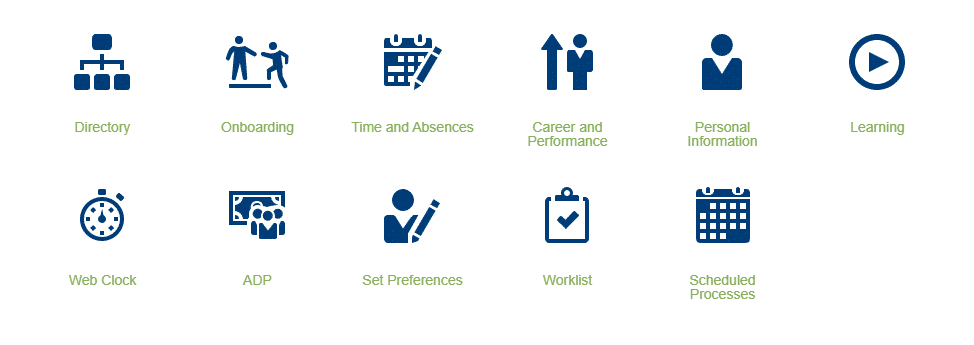 Directory
Onboarding
Time and Absences
Career and
Performance
Personal
Information
Learning
Web Clock
ADP
Set Preferences
Worklist
Scheduled
Processes